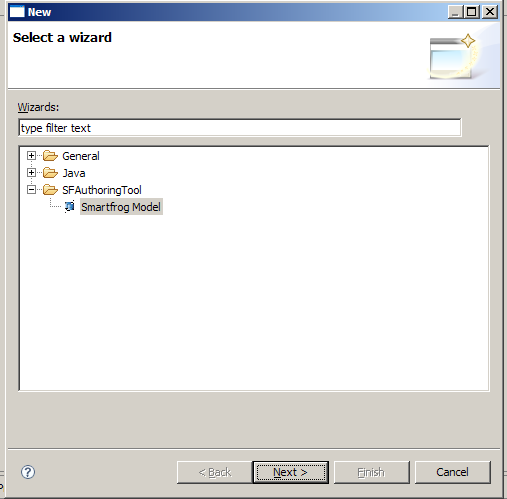 New
Select a wizard
Wizards:
type filter text
General
Java
SFAuthoringTool
Smartfrog Model
? < Back Next > Finish Cancel